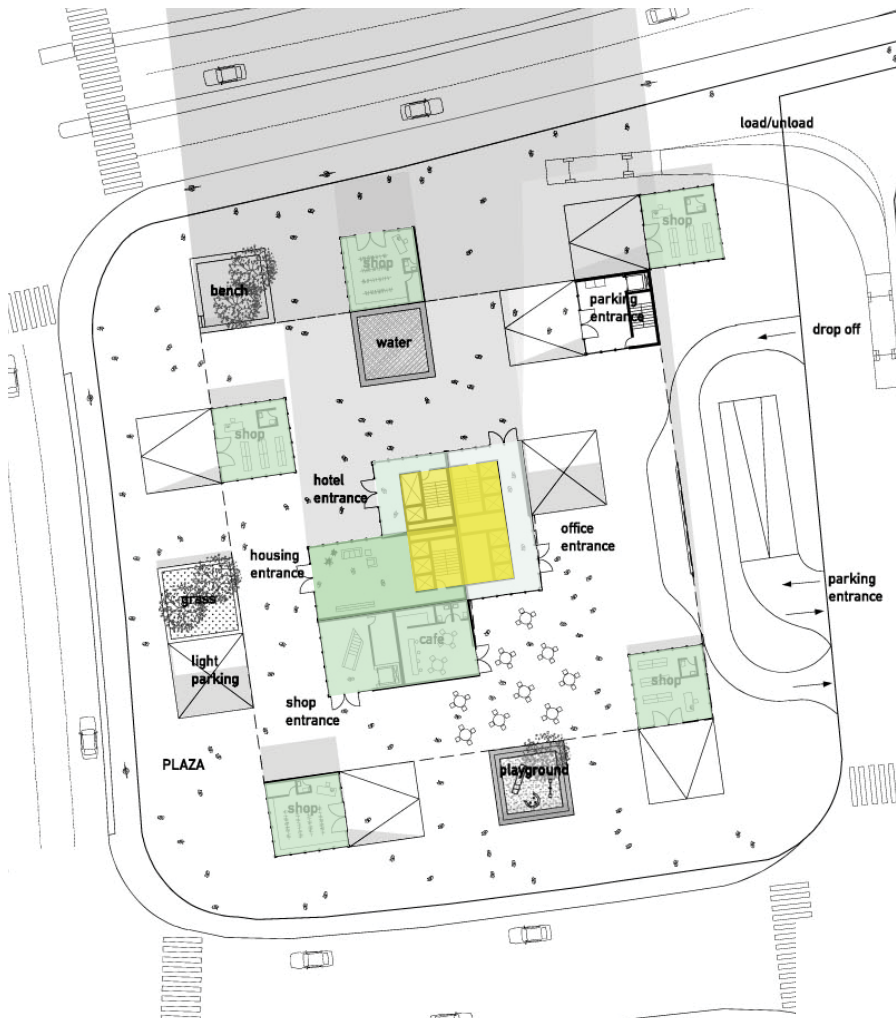 load/unload
shop
bench
shop
parking
entrance
drop off
water
shop
hotel
entrance
office
entrance
housing
entrance
parking
entrance
grass
cafe
light
parking
shop
shop
entrance
PLAZA
playground
shop